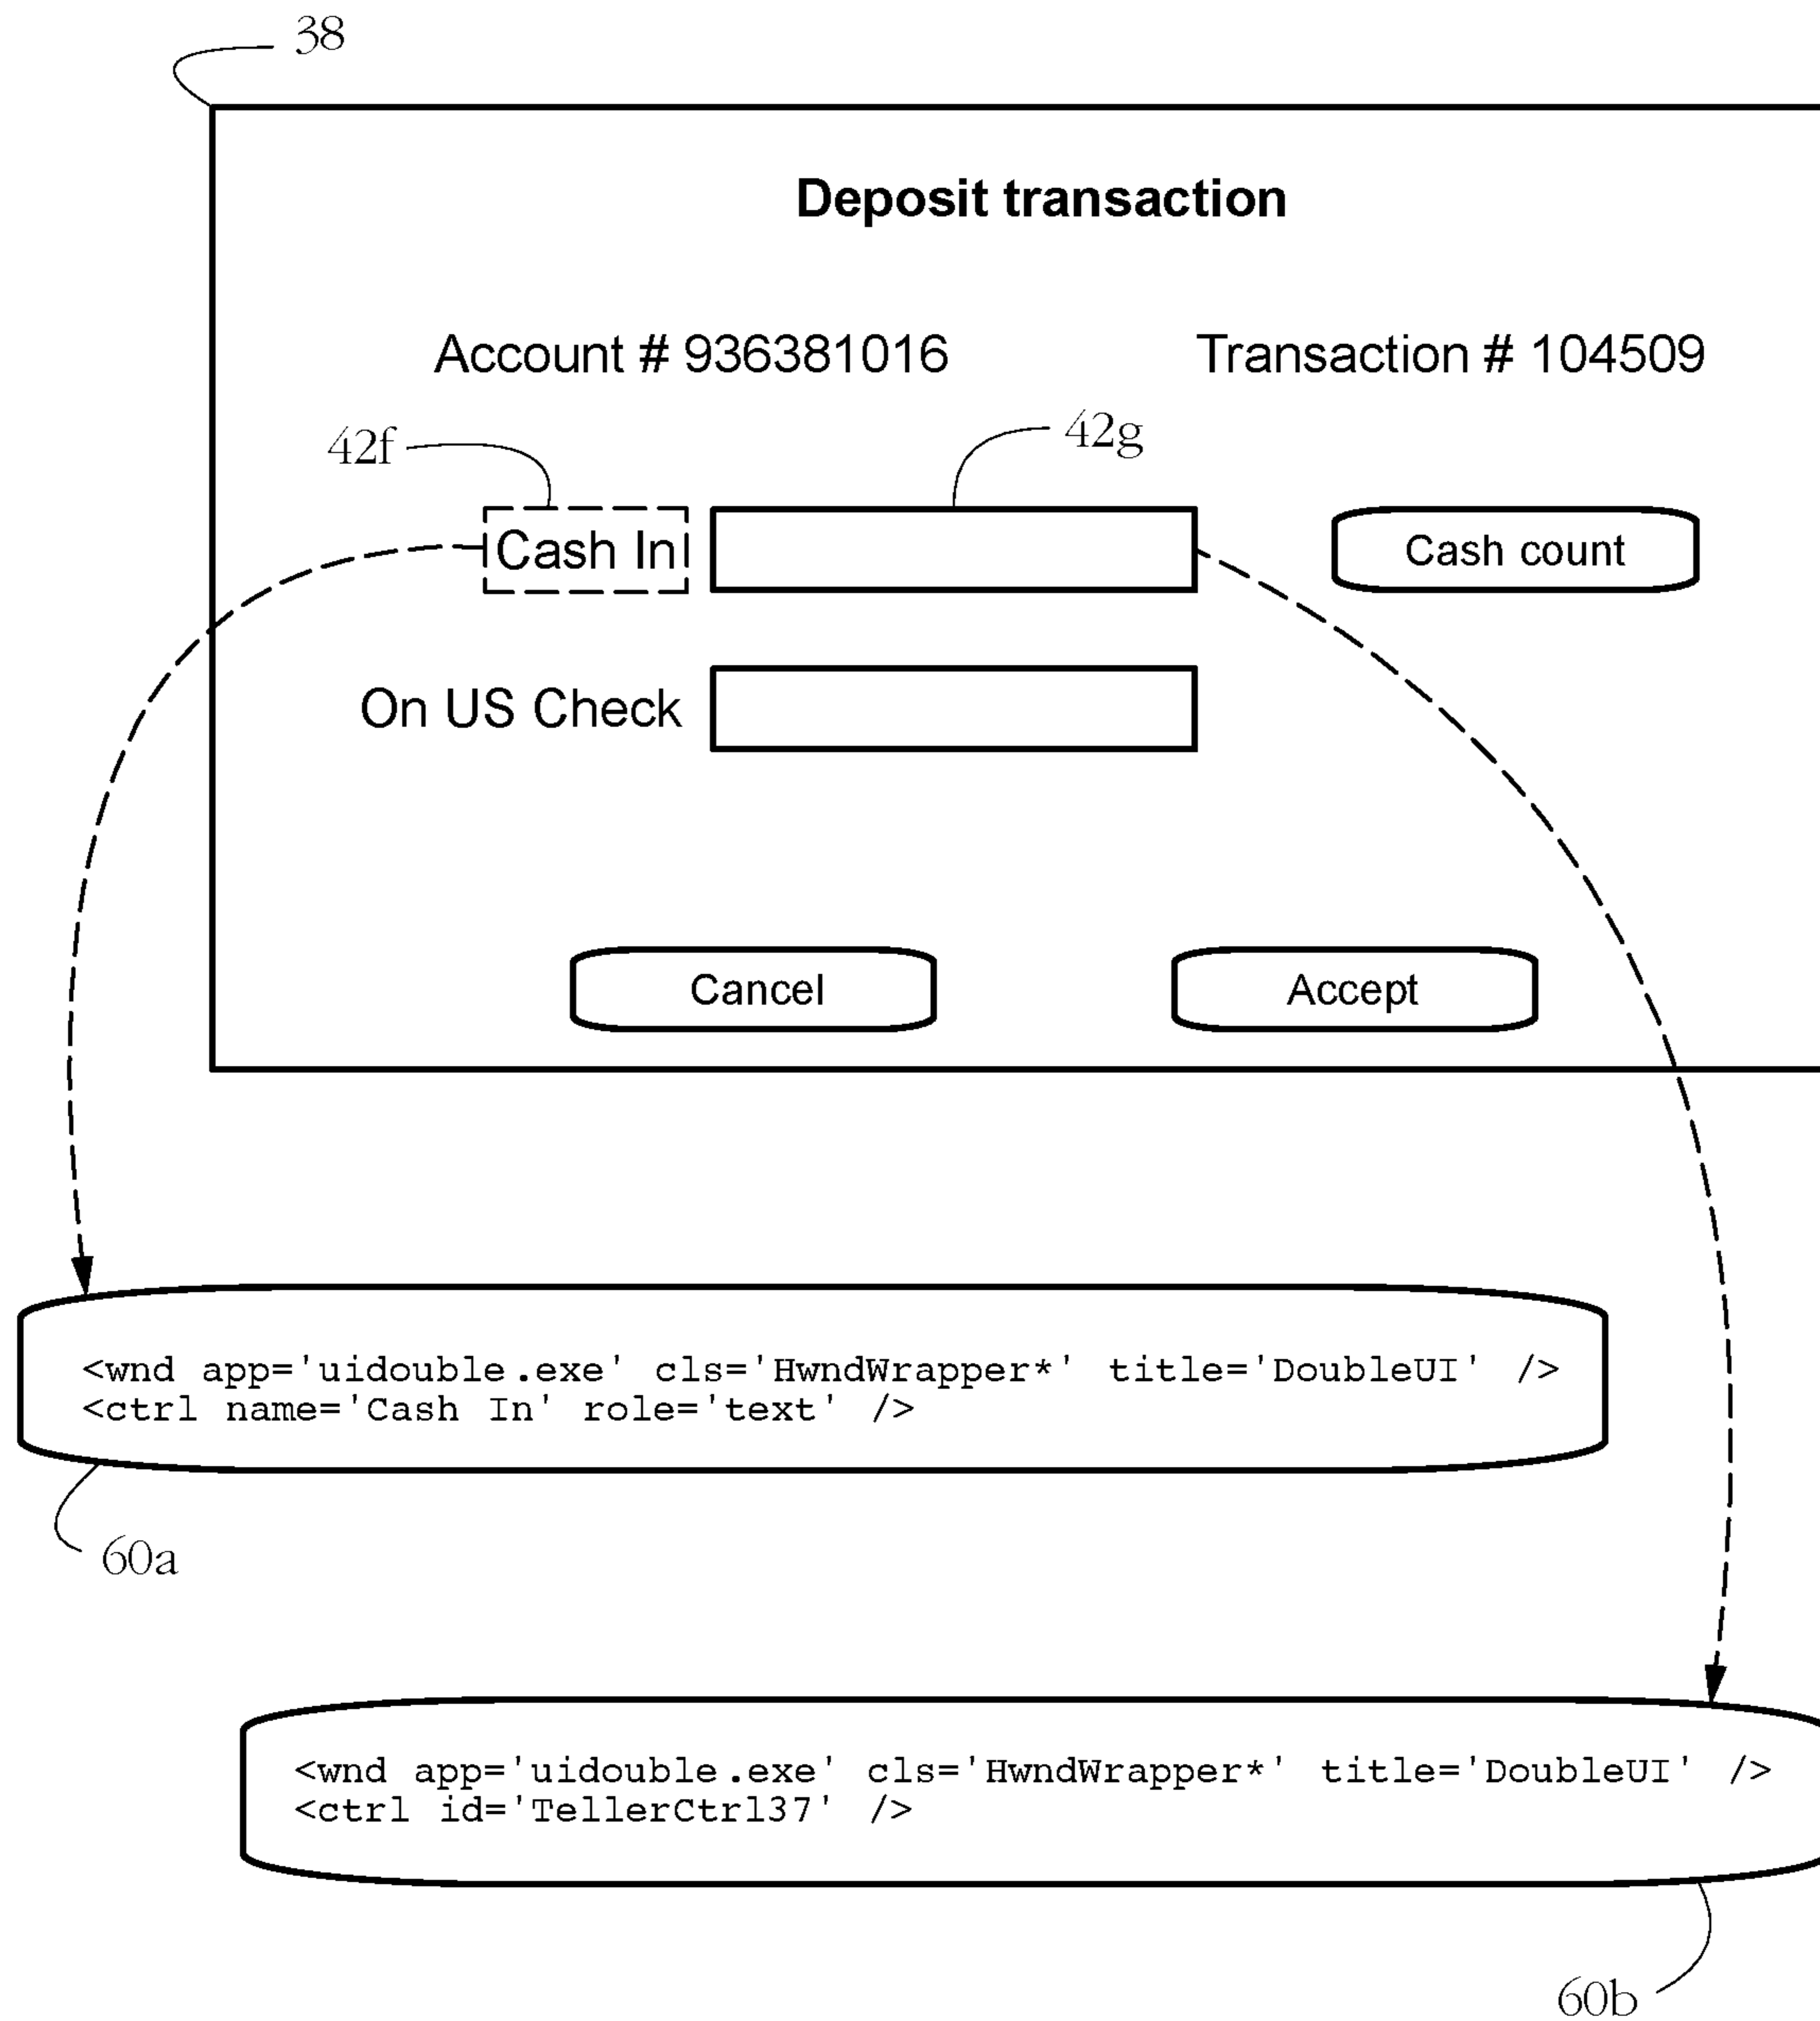 38
Deposit transaction
Account # 936381016 Transaction # 104509
42f 42g
Cash In Cash count
On US Check
Cancel Accept
<wnd app='uidouble.exe' cls='HwndWrapper*' title='DoubleUI' />
<ctrl name='Cash In' role='text' />
60a
<wnd app='uidouble.exe' cls='HwndWrapper*' title='DoubleUI' />
<ctrl id='TellerCtrl37' />
60b